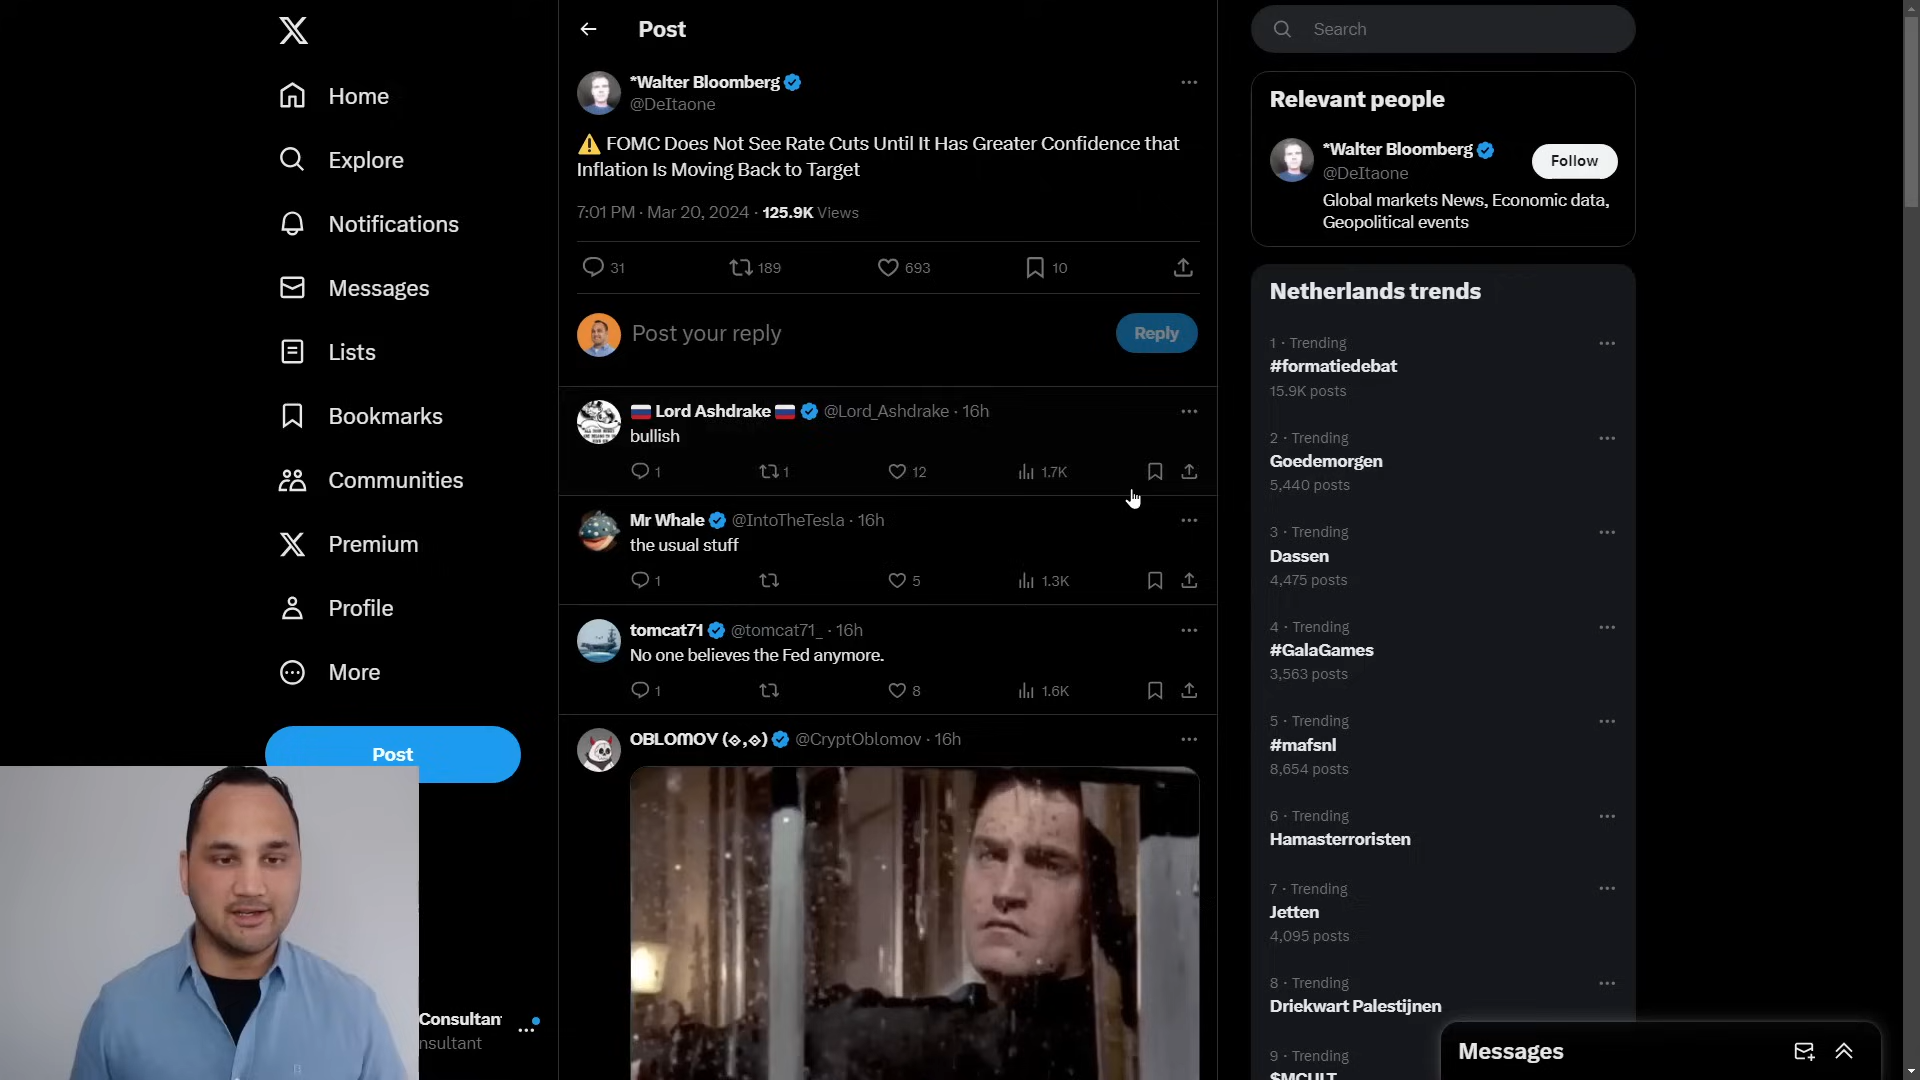 Home
Explore
Notifications
Messages
Lists
Bookmarks
Communities
Premium
Profile
More
Post
Consultan
nsultant
Post
*Walter Bloomberg
@DeItaone
⚠️ FOMC Does Not See Rate Cuts Until It Has Greater Confidence that
Inflation Is Moving Back to Target
7:01 PM · Mar 20, 2024 · 125.9K Views
31 189 693 10
Post your reply
Reply
🇷🇺 Lord Ashdrake 🇷🇺 @Lord_Ashdrake · 16h
bullish
1 1 12 1.7K
Mr Whale @IntoTheTesla · 16h
the usual stuff
1 5 1.3K
tomcat71 @tomcat71_ · 16h
No one believes the Fed anymore.
1 8 1.6K
OBLOMOV (⟐,⟐) @CryptOblomov · 16h
Search
Relevant people
*Walter Bloomberg
@DeItaone
Follow
Global markets News, Economic data,
Geopolitical events
Netherlands trends
1 · Trending
#formatiedebat
15.9K posts
2 · Trending
Goedemorgen
5,440 posts
3 · Trending
Dassen
4,475 posts
4 · Trending
#GalaGames
3,563 posts
5 · Trending
#mafsnl
8,654 posts
6 · Trending
Hamasterroristen
7 · Trending
Jetten
4,095 posts
8 · Trending
Driekwart Palestijnen
9 · Trending
$MCULT
Messages